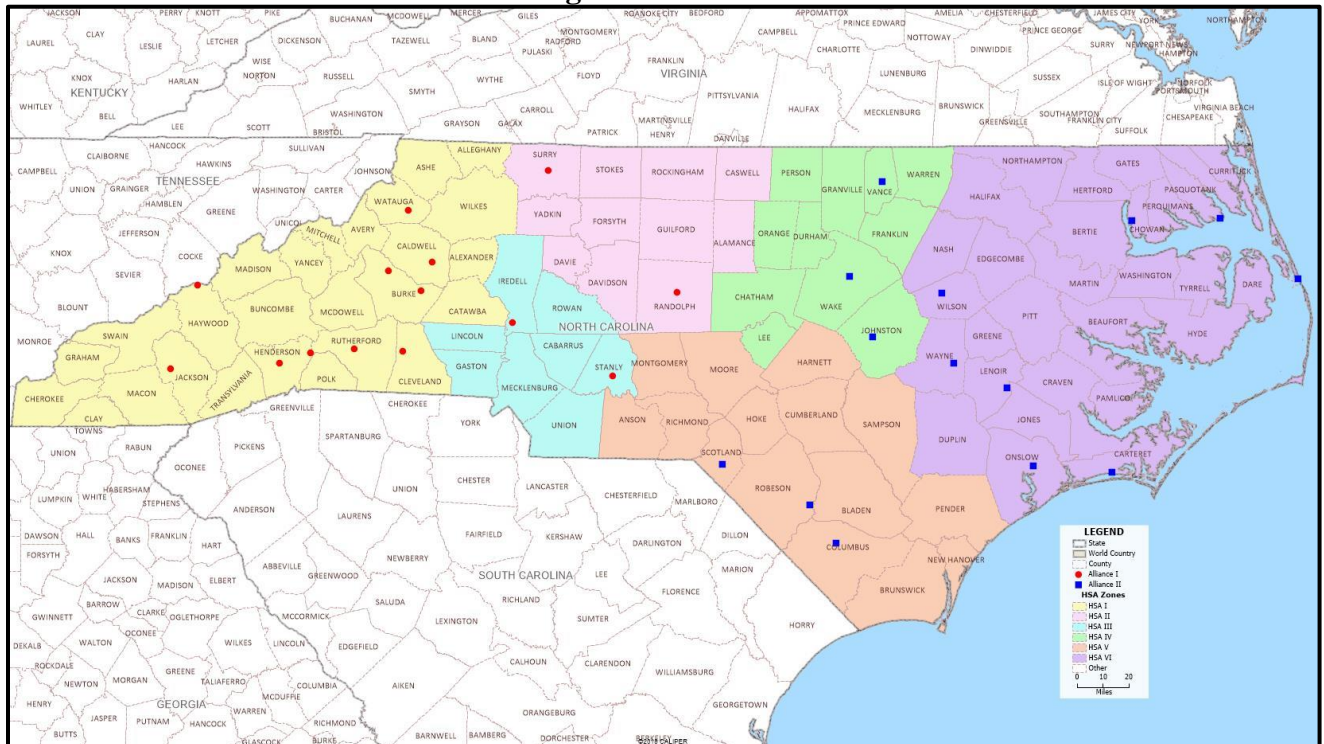 JACKSON
PERRY
KNOTT
PIKE
BUCHANAN
MCDOWELL
MERCER
GILES
ROANOKE CITY
BEDFORD
APPOMATTOX
AMELIA
CHESTERFIELD
JAMES CITY
NORTHAMPTON
LAUREL
CLAY
LESLIE
LETCHER
DICKENSON
TAZEWELL
BLAND
PULASKI
RADFORD
MONTGOMERY
CAMPBELL
PRINCE EDWARD
NOTTOWAY
PRINCE GEORGE
YORK
DINWIDDIE
SURRY
NEWPORT NEWS
HAMPTON
WISE
NORTON
RUSSELL
WYTHE
FLOYD
FRANKLIN
VIRGINIA
CHARLOTTE
LUNENBURG
SUSSEX
ISLE OF WIGHT
NORFOLK
PORTSMOUTH
KNOX
KENTUCKY
HARLAN
SMYTH
CARROLL
PITTSYLVANIA
HALIFAX
MECKLENBURG
BRUNSWICK
SOUTHAMPTON
FRANKLIN CITY
VIRGINIA BEACH
CHESAPEAKE
WHITLEY
BELL
LEE
SCOTT
WASHINGTON
BRISTOL
GRAYSON
GALAX
PATRICK
MARTINSVILLE
HENRY
DANVILLE
GREENSVILLE
SUFFOLK
CLAIBORNE
HANCOCK
HAWKINS
SULLIVAN
JOHNSON
CAMPBELL
UNION
GRAINGER
TENNESSEE
HAMBLEN
WASHINGTON
CARTER
GREENE
UNICOI
JEFFERSON
KNOX
COCKE
SEVIER
BLOUNT
MONROE
ALLEGHANY
ASHE
SURRY
STOKES
ROCKINGHAM
CASWELL
PERSON
GRANVILLE
VANCE
WARREN
NORTHAMPTON
GATES
CURRITUCK
HERTFORD
PASQUOTANK
HALIFAX
PERQUIMANS
CHOWAN
WATAUGA
WILKES
YADKIN
FORSYTH
GUILFORD
ALAMANCE
ORANGE
DURHAM
FRANKLIN
NASH
BERTIE
MITCHELL
AVERY
CALDWELL
ALEXANDER
YANCEY
MADISON
IREDELL
DAVIE
DAVIDSON
RANDOLPH
CHATHAM
WAKE
EDGECOMBE
MARTIN
WASHINGTON
TYRRELL
DARE
BURKE
CATAWBA
ROWAN
NORTH CAROLINA
WILSON
PITT
BEAUFORT
HYDE
BUNCOMBE
MCDOWELL
HAYWOOD
SWAIN
GRAHAM
RUTHERFORD
LINCOLN
CABARRUS
STANLY
MONTGOMERY
MOORE
LEE
JOHNSTON
HARNETT
GREENE
WAYNE
LENOIR
CRAVEN
PAMLICO
HENDERSON
JACKSON
POLK
CLEVELAND
GASTON
MECKLENBURG
CHEROKEE
MACON
TRANSYLVANIA
CLAY
UNION
ANSON
RICHMOND
HOKE
CUMBERLAND
SAMPSON
DUPLIN
JONES
ONSLOW
CARTERET
SCOTLAND
ROBESON
BLADEN
PENDER
COLUMBUS
NEW HANOVER
BRUNSWICK
TOWNS
UNION
RABUN
GREENVILLE
CHEROKEE
PICKENS
SPARTANBURG
YORK
OCONEE
LUMPKIN
WHITE
HABERSHAM
STEPHENS
UNION
CHESTER
LANCASTER
CHESTERFIELD
MARLBORO
ANDERSON
LAURENS
DAWSON
HALL
BANKS
FRANKLIN
HART
FORSYTH
FAIRFIELD
KERSHAW
DARLINGTON
DILLON
NEWBERRY
ABBEVILLE
GREENWOOD
JACKSON
MADISON
ELBERT
SOUTH CAROLINA
LEE
MARION
GWINNETT
BARROW
CLARKE
OGLETHORPE
SALUDA
RICHLAND
FLORENCE
MCCORMICK
LEXINGTON
SUMTER
HORRY
DEKALB
WALTON
OCONEE
WILKES
LINCOLN
EDGEFIELD
ROCKDALE
CALHOUN
CLARENDON
WILLIAMSBURG
NEWTON
MORGAN
GREENE
TALIAFERRO
COLUMBIA
AIKEN
HENRY
GEORGIA
MCDUFFIE
WARREN
GEORGETOWN
JASPER
PUTNAM
HANCOCK
RICHMOND
ORANGEBURG
BUTTS
GLASCOCK
BURKE
BARNWELL
BAMBERG
DORCHESTER
BERKELEY
©2018 CALIPER
LEGEND
State
World Country
County
Alliance I
Alliance II
HSA Zones
HSA I
HSA II
HSA III
HSA IV
HSA V
HSA VI
Other
0 10 20
Miles